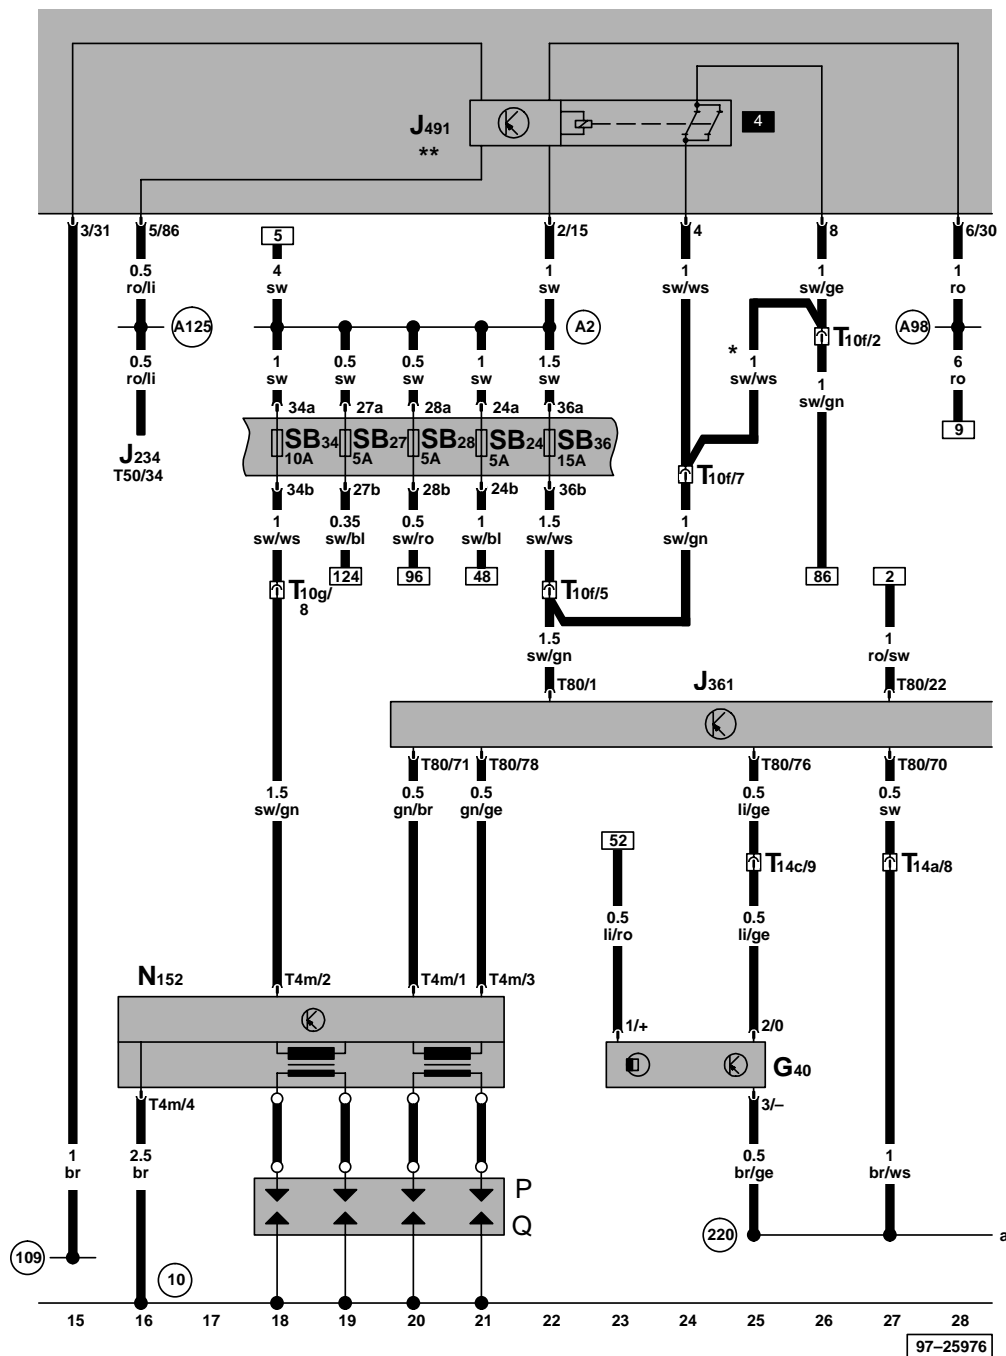 J491
**
4
3/31
5/86
2/15
4
8
6/30
5
0.5
ro/li
4
sw
1
sw
1
sw/ws
1
sw/ge
1
ro
A125
A2
A98
T10f/2
*
0.5
ro/li
1
sw
0.5
sw
0.5
sw
1
sw
1.5
sw
1
sw/ws
1
sw/gn
6
ro
34a
27a
28a
24a
36a
9
J234
T50/34
SB34
10A
SB27
5A
SB28
5A
SB24
5A
SB36
15A
T10f/7
34b
27b
28b
24b
36b
1
sw/ws
0.35
sw/bl
0.5
sw/ro
1
sw/bl
1.5
sw/ws
1
sw/gn
124
96
48
86
2
T10g/
8
T10f/5
1.5
sw/gn
1
ro/sw
T80/1
J361
T80/22
T80/71
T80/78
T80/76
T80/70
1.5
sw/gn
0.5
gn/br
0.5
gn/ge
0.5
li/ge
0.5
sw
52
T14c/9
T14a/8
0.5
li/ro
0.5
li/ge
N152
T4m/2
T4m/1
T4m/3
1/+
2/0
G40
T4m/4
3/–
1
br
2.5
br
0.5
br/ge
1
br/ws
P
Q
220
a
109
10
15
16
17
18
19
20
21
22
23
24
25
26
27
28
97–25976